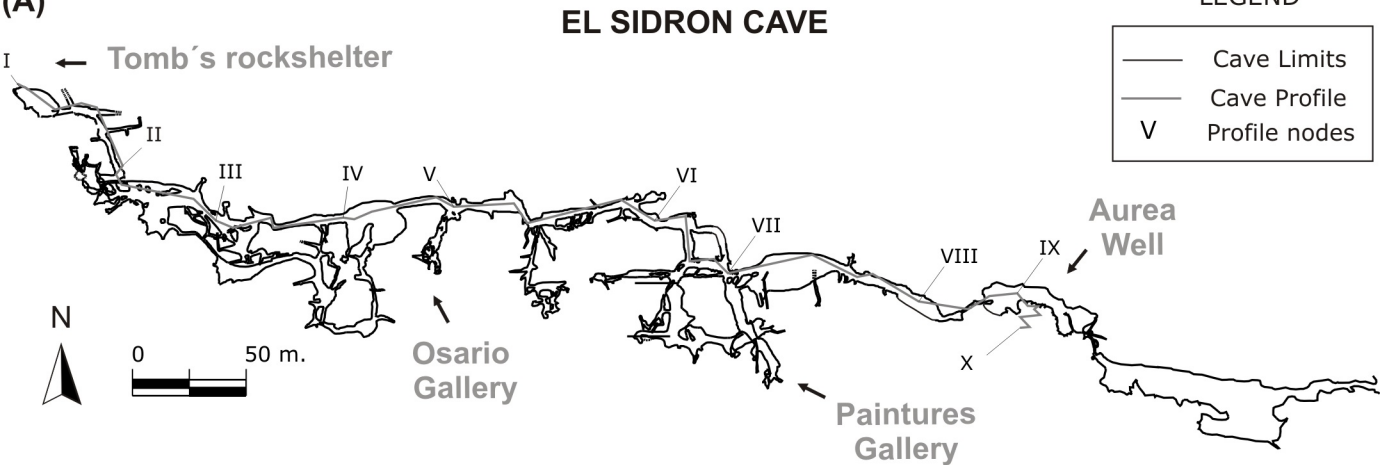 (A)
EL SIDRON CAVE
LEGEND
Cave Limits
Cave Profile
V Profile nodes
I
Tomb´s rockshelter
II
III
IV
V
VI
VII
VIII
IX
X
Aurea
Well
N
0 50 m.
Osario
Gallery
Paintures
Gallery